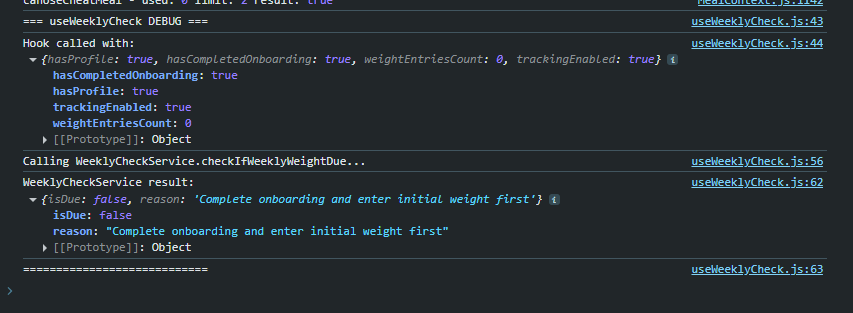 canUseCheatMeal - used: 0 limit: 2 result: true MealContext.js:1142
=== useWeeklyCheck DEBUG === useWeeklyCheck.js:43
Hook called with: useWeeklyCheck.js:44
{hasProfile: true, hasCompletedOnboarding: true, weightEntriesCount: 0, trackingEnabled: true}
hasCompletedOnboarding: true
hasProfile: true
trackingEnabled: true
weightEntriesCount: 0
[[Prototype]]: Object
Calling WeeklyCheckService.checkIfWeeklyWeightDue... useWeeklyCheck.js:56
WeeklyCheckService result: useWeeklyCheck.js:62
{isDue: false, reason: 'Complete onboarding and enter initial weight first'}
isDue: false
reason: "Complete onboarding and enter initial weight first"
[[Prototype]]: Object
============================ useWeeklyCheck.js:63